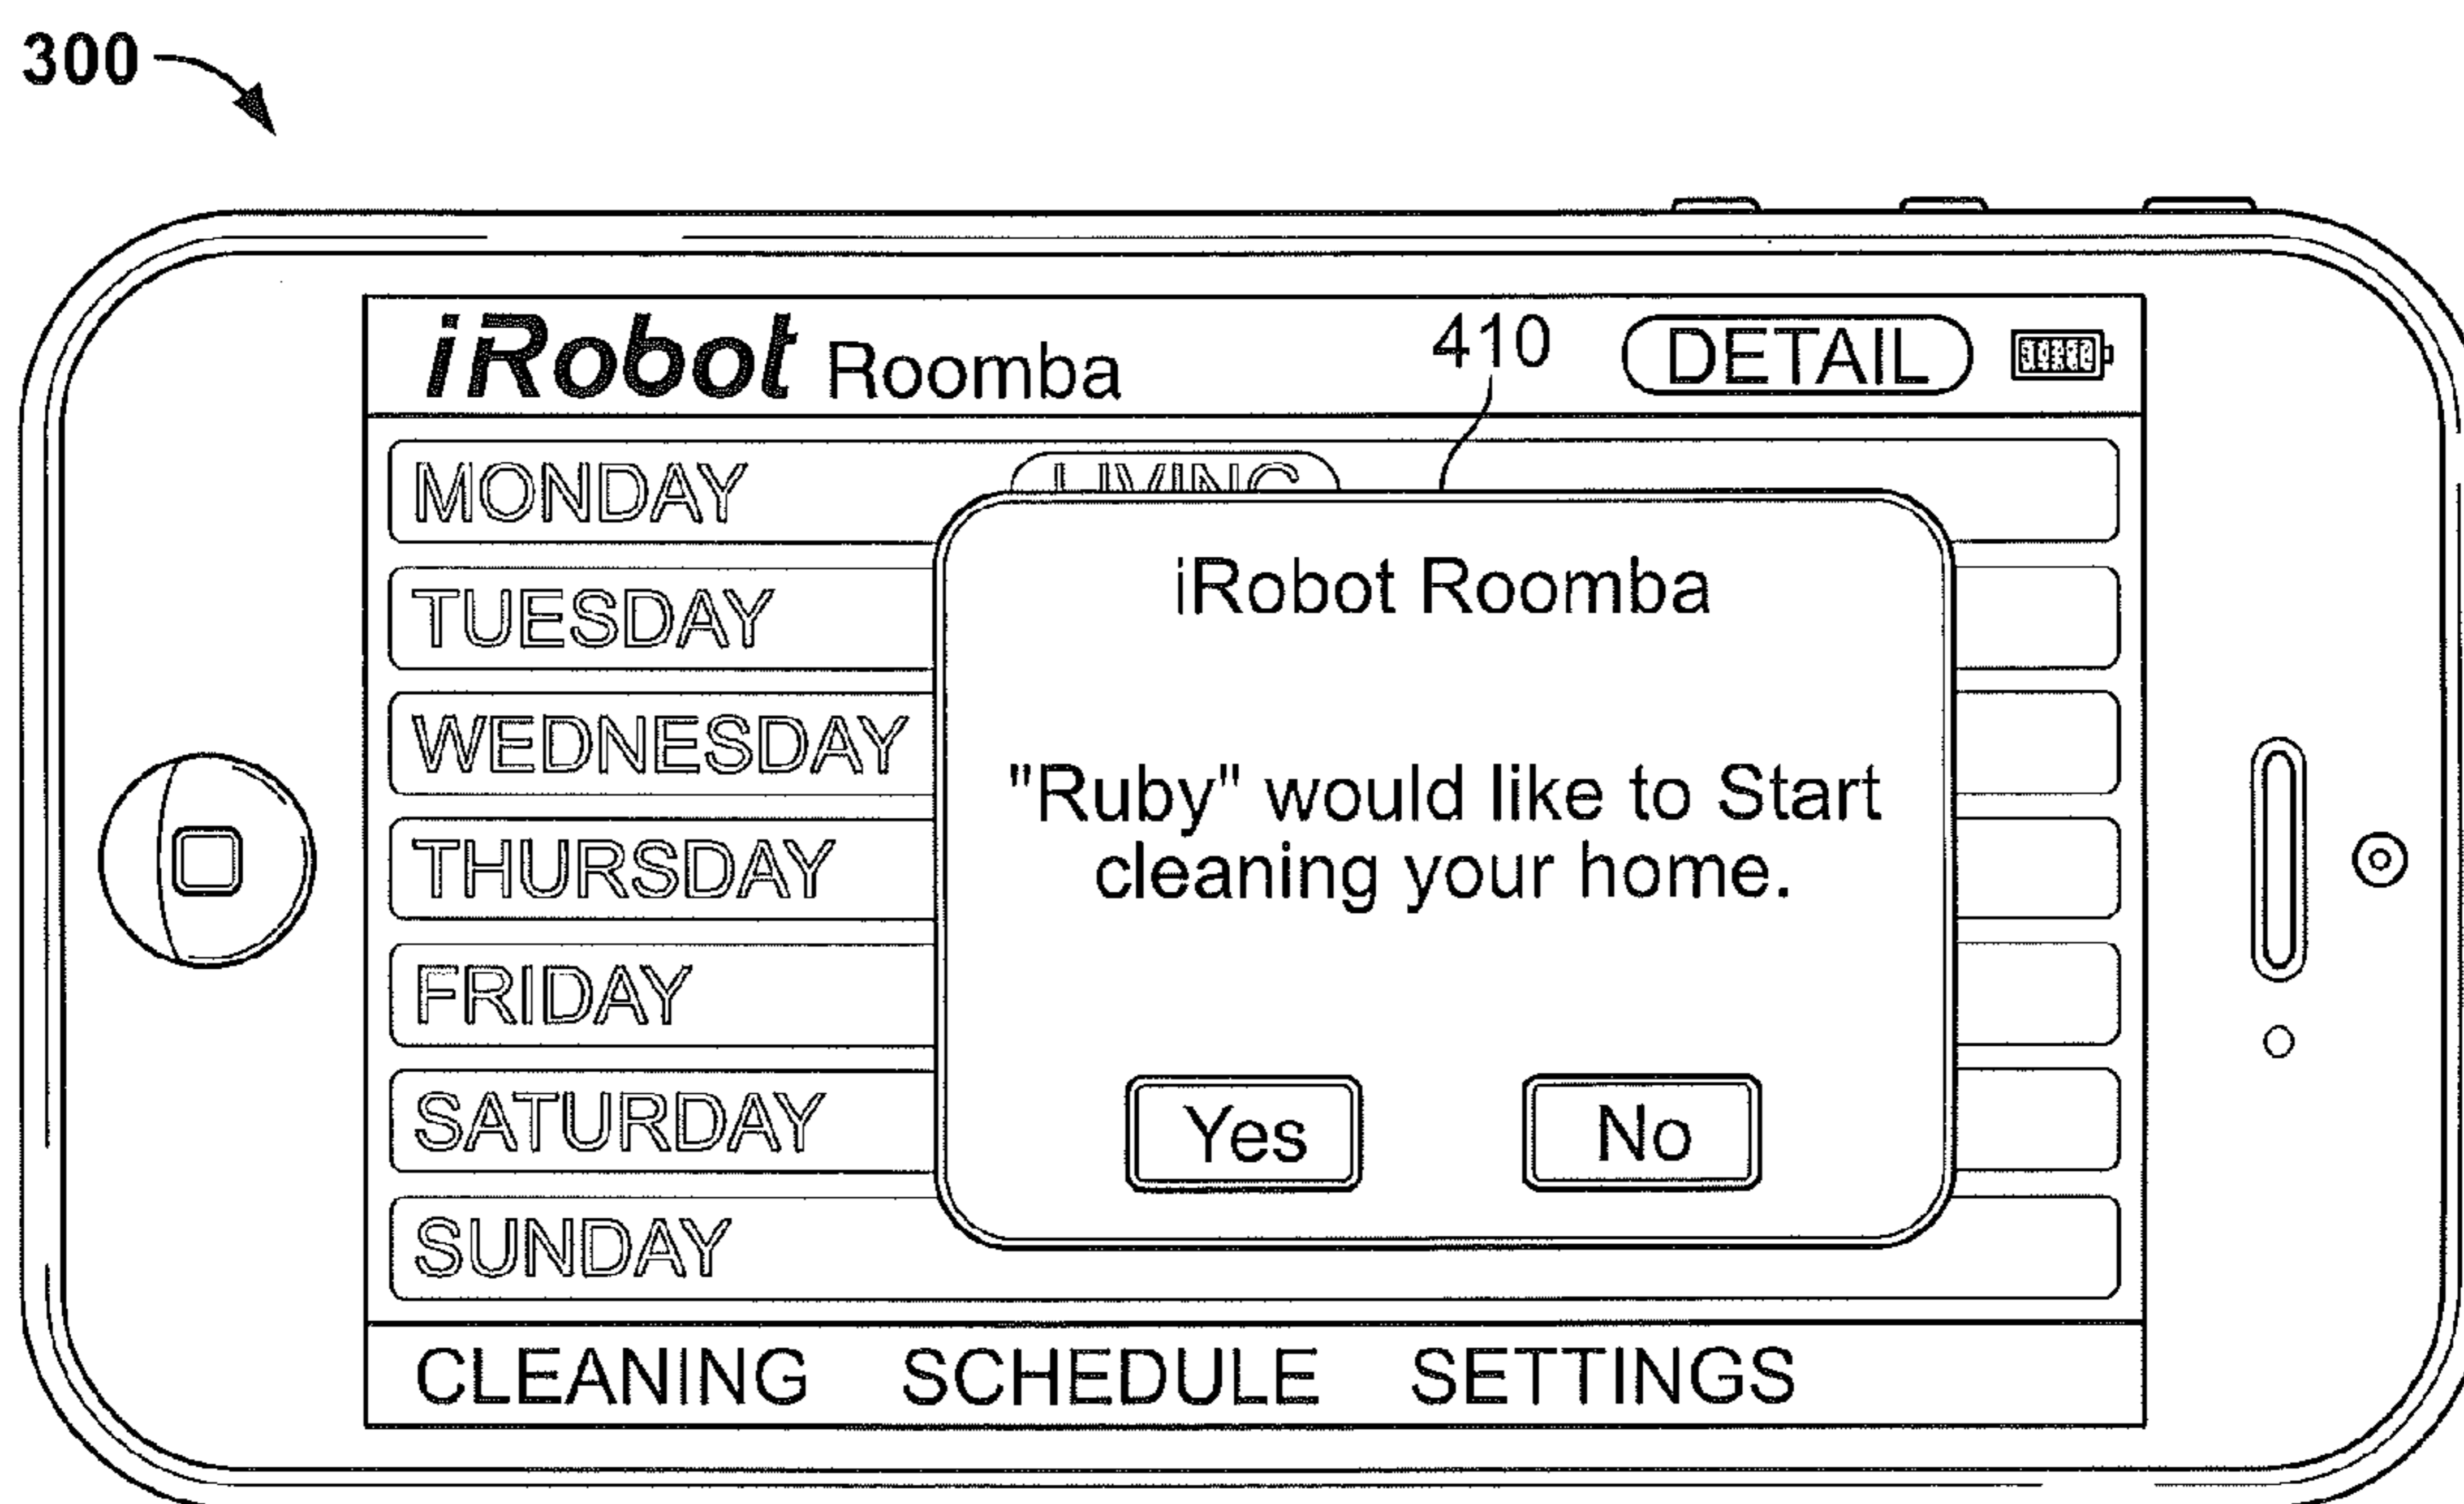 300
iRobot Roomba
410
DETAIL
MONDAY
LIVING
TUESDAY
WEDNESDAY
THURSDAY
FRIDAY
SATURDAY
SUNDAY
iRobot Roomba
"Ruby" would like to Start
cleaning your home.
Yes No
CLEANING SCHEDULE SETTINGS